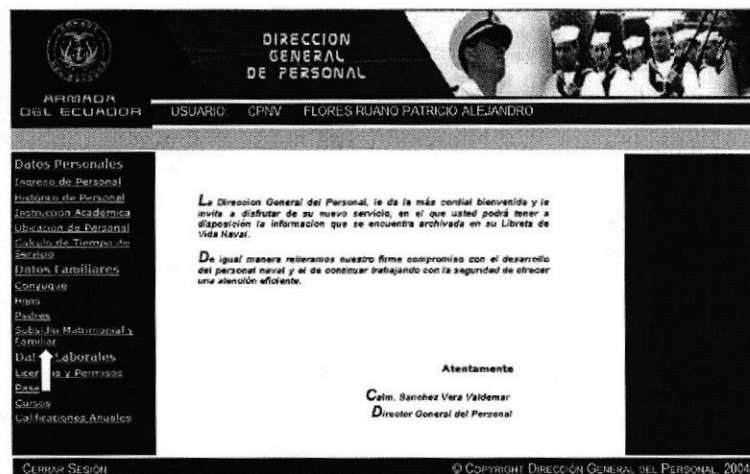 DIRECCION
GENERAL
DE PERSONAL
ARMADA
DEL ECUADOR
USUARIO: CPNV FLORES RUANO PATRICIO ALEJANDRO
Datos Personales
Ingreso de Personal
Histórico de Personal
Instrucción Académica
Ubicación de Personal
Calculo de Tiempo de
Servicio
Datos Familiares
Conyugue
Hijos
Padres
Subsidio Matrimonial y
Familiar
Laborales
y Permisos
Cursos
Calificaciones Anuales
La Direccion General del Personal, le da la más cordial bienvenida y le
invita a disfrutar de su nuevo servicio, en el que usted podrá tener a
disposición la informacion que se encuentra archivada en su Libreta de
Vida Naval.
De igual manera reiteramos nuestro firme compromiso con el desarrollo
del personal naval y el de continuar trabajando con la seguridad de ofrecer
una atención eficiente.
Atentamente
Calm. Sanchez Vera Valdemar
Director General del Personal
CERRAR SESIÓN
© COPYRIGHT DIRECCIÓN GENERAL DEL PERSONAL, 2004